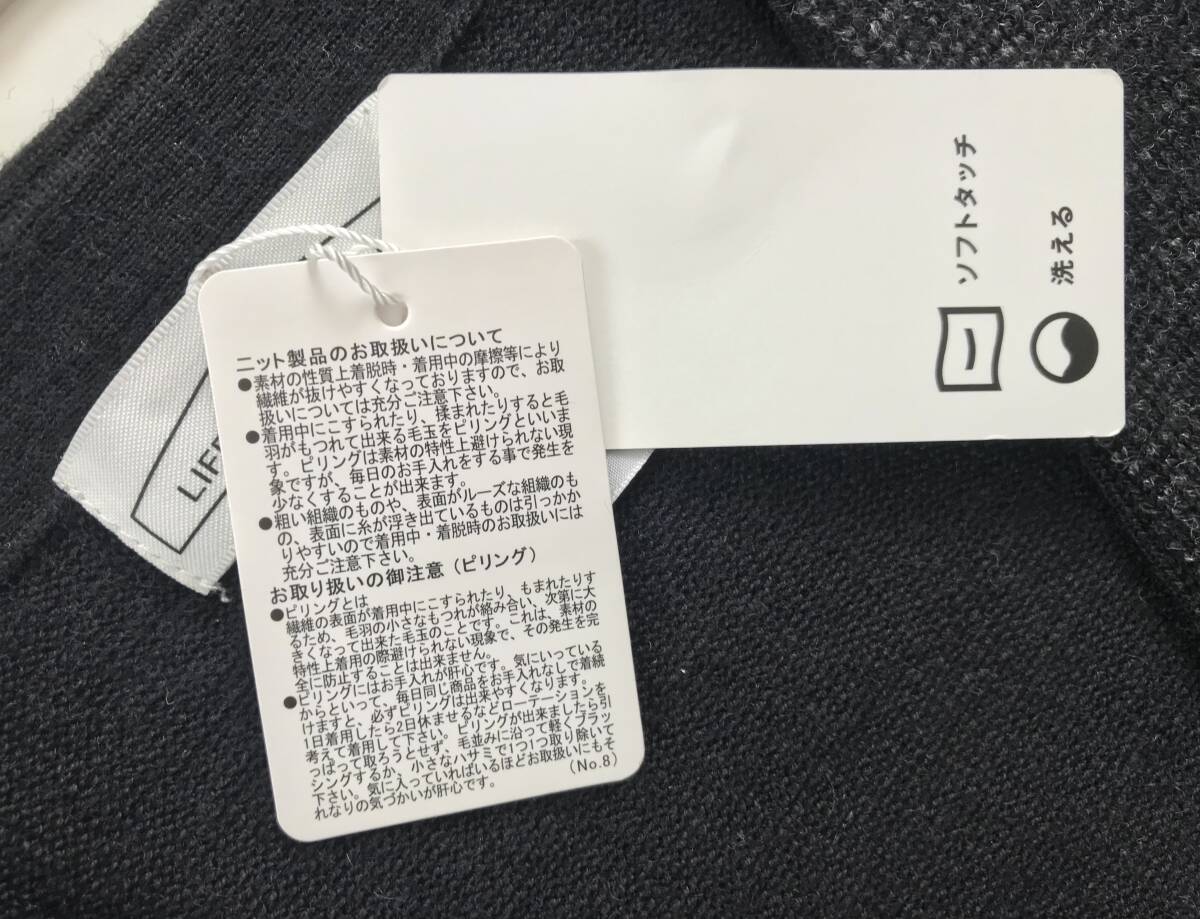 ニット製品のお取扱いについて
●素材の性質上着脱時・着用中の摩擦等により
繊維が抜けやすくなっておりますので、お取
扱いについては充分ご注意下さい。
●着用中にこすられたり、揉まれたりすると毛
羽がもつれて出来る毛玉をピリングといいま
す。ピリングは素材の特性上避けられない現
象ですが、毎日のお手入れをする事で発生を
少なくすることが出来ます。
●粗い組織のものや、表面がルーズな組織のも
の、表面に糸が浮き出ているものは引っかか
りやすいので着用中・着脱時のお取扱いには
充分ご注意下さい。
お取り扱いの御注意（ピリング）
●ピリングとは
繊維の表面が着用中にこすられたり、もまれたりす
るため、毛羽の小さなもつれが絡み合い、次第に大
きくなって出来た毛玉のことです。これは、素材の
特性上着用の際避けられない現象で、その発生を完
全に防止することは出来ません。
●ピリングにはお手入れが肝心です。気にいっている
からといって、毎日同じ商品をお手入れなしで着続
けますと、必ずピリングは出来やすくなります。
1日着用したら2日休ませるなどローテーションを
考えて着用して下さい。ピリングが出来ましたら引
っぱって取ろうとせず、毛並みに沿って軽くブラッ
シングするか、小さなハサミで1つ1つ取り除いて
下さい。気に入っていればいるほどお取扱いにもそ
れなりの気づかいが肝心です。
（No.8）
ソフトタッチ
洗える